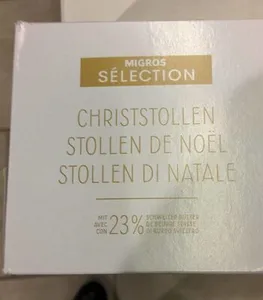 MIGROS
SÉLECTION
CHRISTSTOLLEN
STOLLEN DE NOËL
STOLLEN DI NATALE
MIT
AVEC
CON
23%